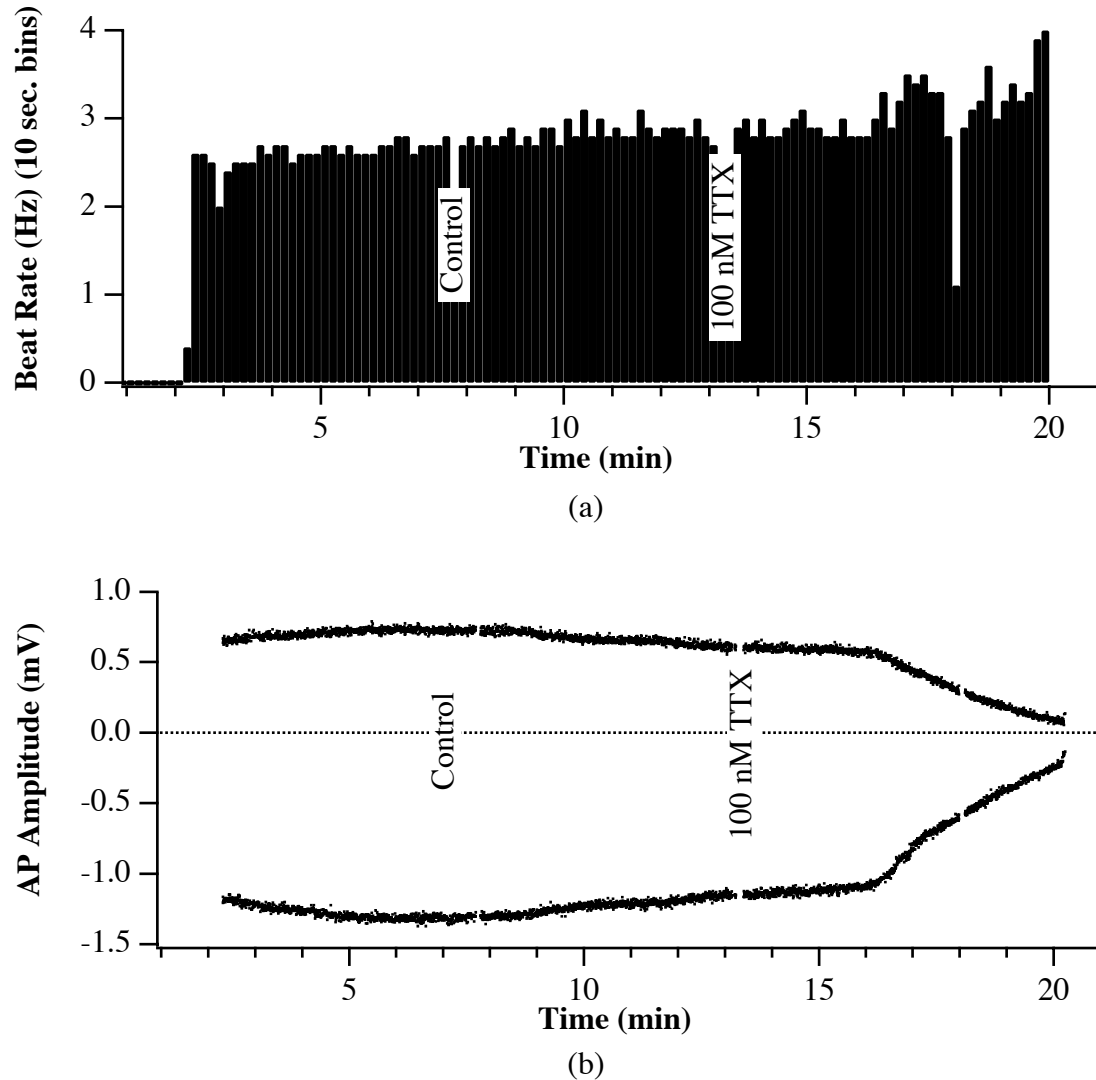 Beat Rate (Hz) (10 sec. bins)
4
3
2
1
0
Control
100 nM TTX
5
10
15
20
Time (min)
(a)
AP Amplitude (mV)
1.0
0.5
0.0
-0.5
-1.0
-1.5
Control
100 nM TTX
5
10
15
20
Time (min)
(b)